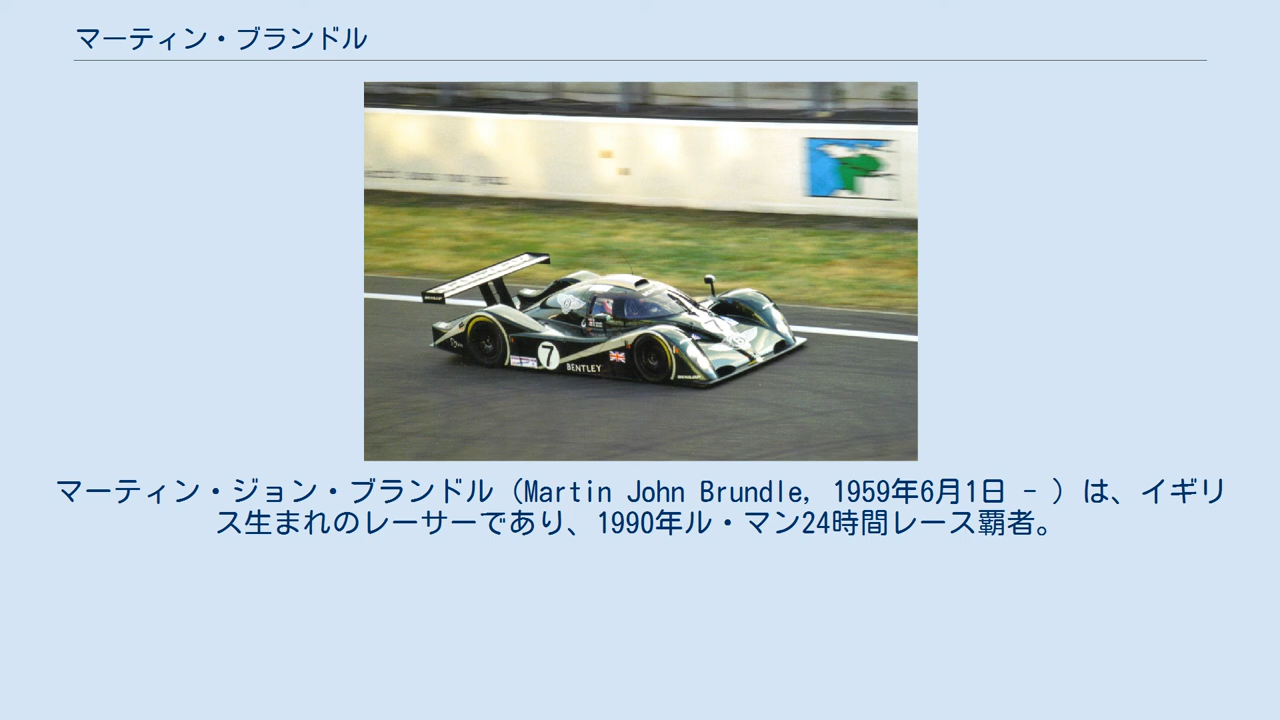 マーティン・ブランドル
7
BENTLEY
DUNLOP
マーティン・ジョン・ブランドル（Martin John Brundle, 1959年6月1日 - ）は、イギリ
ス生まれのレーサーであり、1990年ル・マン24時間レース覇者。